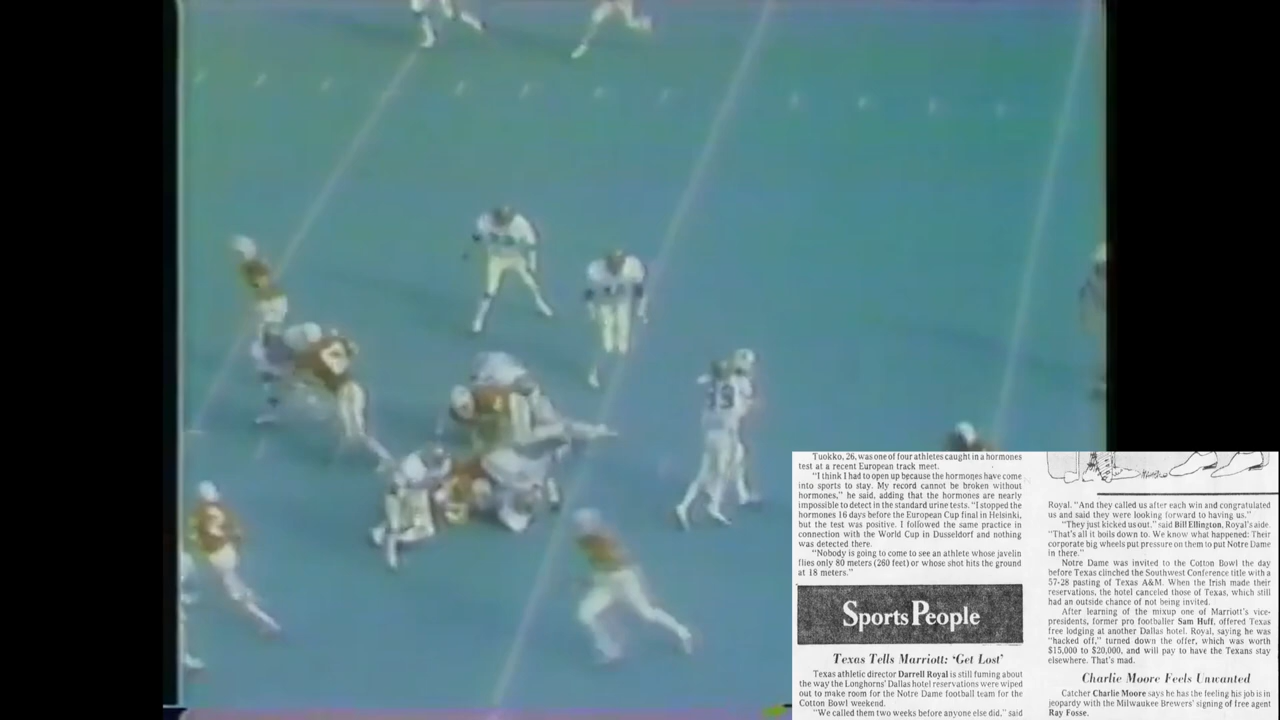 Tuokko, 26, was one of four athletes caught in a hormones
test at a recent European track meet.
"I think I had to open up because the hormones have come
into sports to stay. My record cannot be broken without
hormones," he said, adding that the hormones are nearly
impossible to detect in the standard urine tests. "I stopped the
hormones 16 days before the European Cup final in Helsinki,
but the test was positive. I followed the same practice in
connection with the World Cup in Dusseldorf and nothing
was detected there.
"Nobody is going to come to see an athlete whose javelin
flies only 80 meters (260 feet) or whose shot hits the ground
at 18 meters."
Sports People
Texas Tells Marriott: 'Get Lost'
Texas athletic director Darrell Royal is still fuming about
the way the Longhorns' Dallas hotel reservations were wiped
out to make room for the Notre Dame football team for the
Cotton Bowl weekend.
"We called them two weeks before anyone else did," said
Royal. "And they called us after each win and congratulated
us and said they were looking forward to having us."
"They just kicked us out," said Bill Ellington, Royal's aide.
"That's all it boils down to. We know what happened: Their
corporate big wheels put pressure on them to put Notre Dame
in there."
Notre Dame was invited to the Cotton Bowl the day
before Texas clinched the Southwest Conference title with a
57-28 pasting of Texas A&M. When the Irish made their
reservations, the hotel canceled those of Texas, which still
had an outside chance of not being invited.
After learning of the mixup one of Marriott's vice-
presidents, former pro footballer Sam Huff, offered Texas
free lodging at another Dallas hotel. Royal, saying he was
"hacked off," turned down the offer, which was worth
$15,000 to $20,000, and will pay to have the Texans stay
elsewhere. That's mad.
Charlie Moore Feels Unwanted
Catcher Charlie Moore says he has the feeling his job is in
jeopardy with the Milwaukee Brewers' signing of free agent
Ray Fosse.